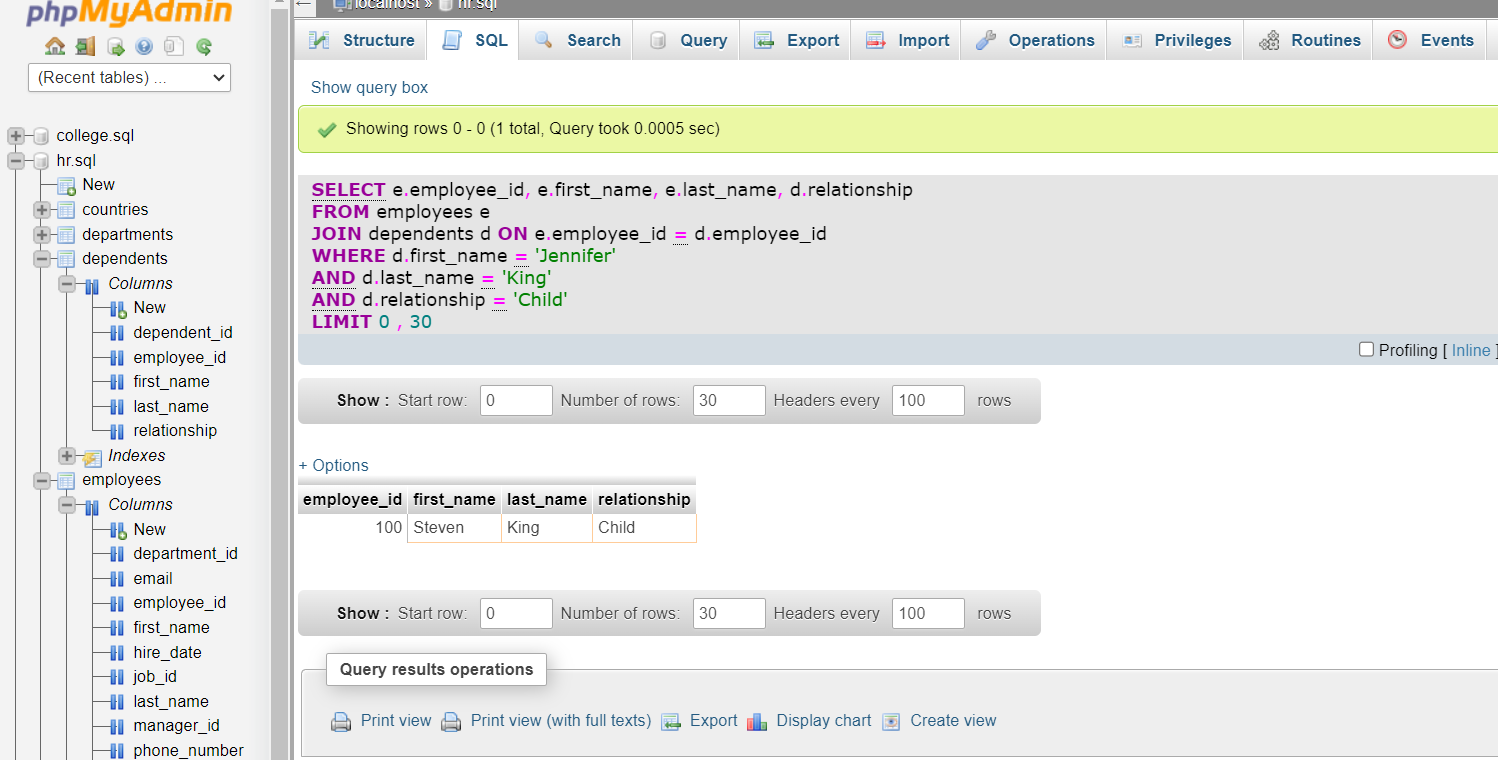 phpMyAdmin
(Recent tables) ...
college.sql
hr.sql
New
countries
departments
dependents
Columns
New
dependent_id
employee_id
first_name
last_name
relationship
Indexes
employees
Columns
New
department_id
email
employee_id
first_name
hire_date
job_id
last_name
manager_id
phone_number
localhost » hr.sql
Structure SQL Search Query Export Import Operations Privileges Routines Events
Show query box
Showing rows 0 - 0 (1 total, Query took 0.0005 sec)
SELECT e.employee_id, e.first_name, e.last_name, d.relationship
FROM employees e
JOIN dependents d ON e.employee_id = d.employee_id
WHERE d.first_name = 'Jennifer'
AND d.last_name = 'King'
AND d.relationship = 'Child'
LIMIT 0 , 30
Profiling [ Inline ]
Show : Start row: 0 Number of rows: 30 Headers every 100 rows
+ Options
employee_id first_name last_name relationship
100 Steven King Child
Show : Start row: 0 Number of rows: 30 Headers every 100 rows
Query results operations
Print view Print view (with full texts) Export Display chart Create view